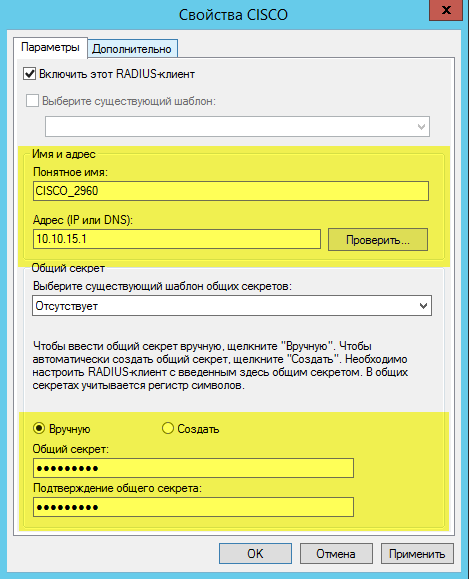 Свойства CISCO
x
Параметры
Дополнительно
Включить этот RADIUS-клиент
Выберите существующий шаблон:
Имя и адрес
Понятное имя:
CISCO_2960
Адрес (IP или DNS):
10.10.15.1
Проверить...
Общий секрет
Выберите существующий шаблон общих секретов:
Отсутствует
Чтобы ввести общий секрет вручную, щелкните "Вручную". Чтобы
автоматически создать общий секрет, щелкните "Создать". Необходимо
настроить RADIUS-клиент с введенным здесь общим секретом. В общих
секретах учитывается регистр символов.
Вручную
Создать
Общий секрет:
●●●●●●●●●
Подтверждение общего секрета:
●●●●●●●●●
OK
Отмена
Применить